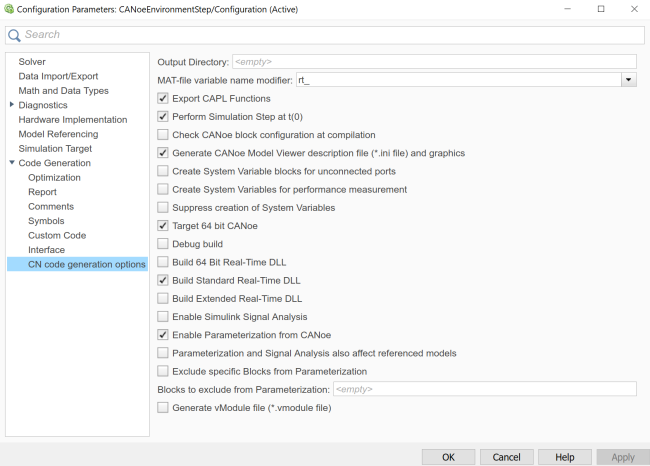 Configuration Parameters: CANoeEnvironmentStep/Configuration (Active)
Search
Solver
Data Import/Export
Math and Data Types
Diagnostics
Hardware Implementation
Model Referencing
Simulation Target
Code Generation
Optimization
Report
Comments
Symbols
Custom Code
Interface
CN code generation options
Output Directory: <empty>
MAT-file variable name modifier: rt_
Export CAPL Functions
Perform Simulation Step at t(0)
Check CANoe block configuration at compilation
Generate CANoe Model Viewer description file (*.ini file) and graphics
Create System Variable blocks for unconnected ports
Create System Variables for performance measurement
Suppress creation of System Variables
Target 64 bit CANoe
Debug build
Build 64 Bit Real-Time DLL
Build Standard Real-Time DLL
Build Extended Real-Time DLL
Enable Simulink Signal Analysis
Enable Parameterization from CANoe
Parameterization and Signal Analysis also affect referenced models
Exclude specific Blocks from Parameterization
Blocks to exclude from Parameterization: <empty>
Generate vModule file (*.vmodule file)
OK Cancel Help Apply